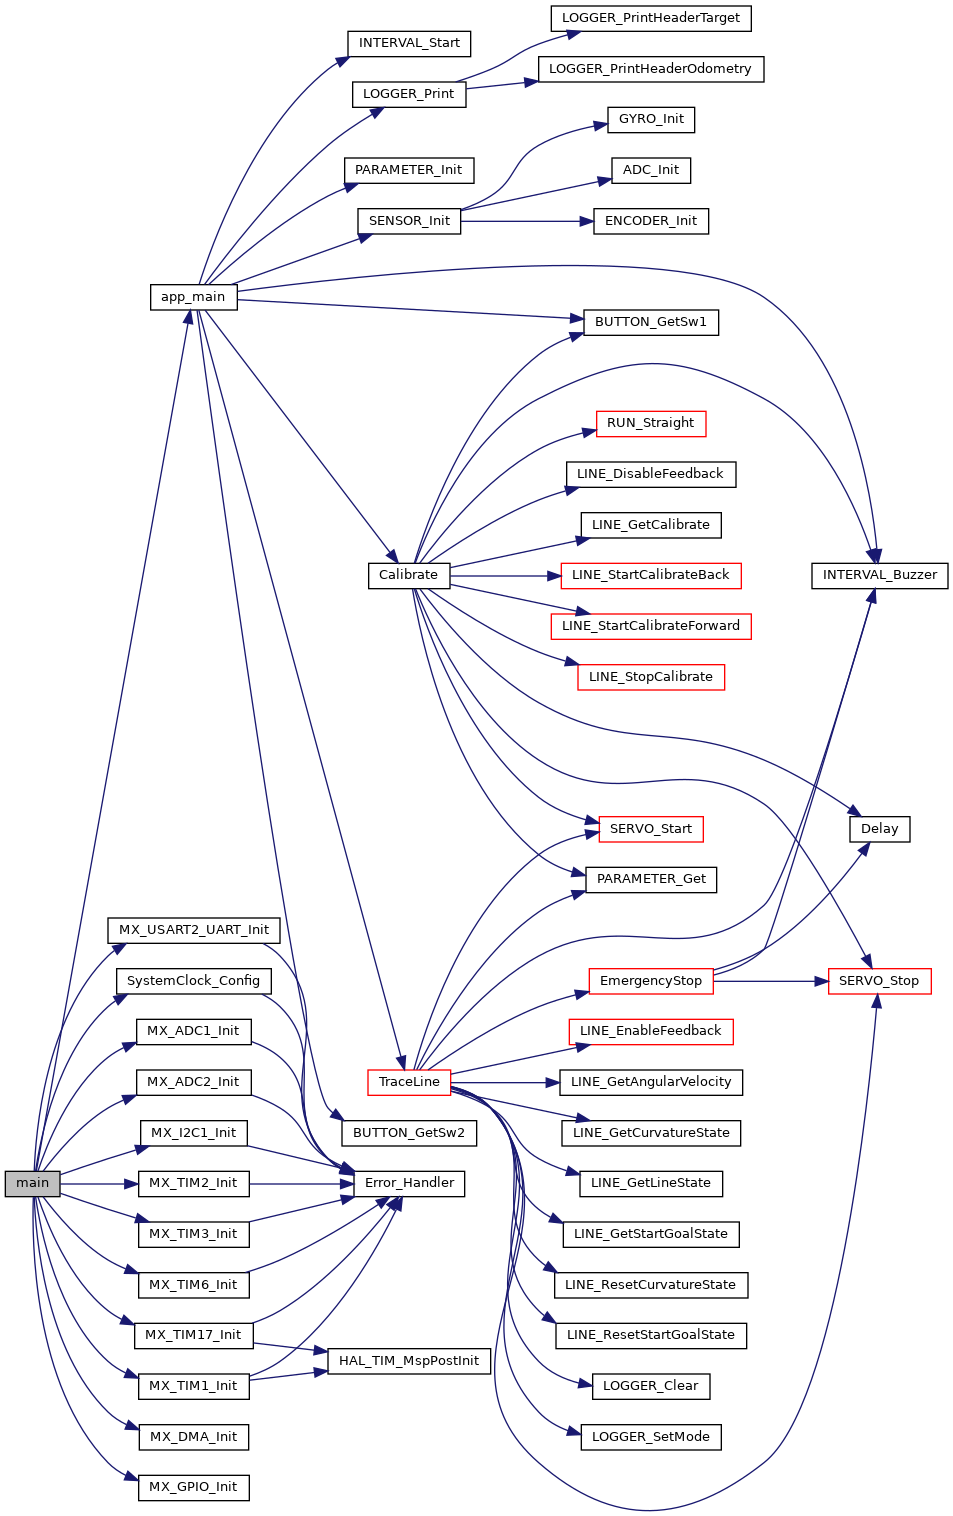 LOGGER_PrintHeaderTarget
INTERVAL_Start
LOGGER_PrintHeaderOdometry
LOGGER_Print
GYRO_Init
PARAMETER_Init
ADC_Init
SENSOR_Init
ENCODER_Init
app_main
BUTTON_GetSw1
RUN_Straight
LINE_DisableFeedback
LINE_GetCalibrate
Calibrate
LINE_StartCalibrateBack
INTERVAL_Buzzer
LINE_StartCalibrateForward
LINE_StopCalibrate
SERVO_Start
Delay
PARAMETER_Get
MX_USART2_UART_Init
SystemClock_Config
EmergencyStop
SERVO_Stop
MX_ADC1_Init
LINE_EnableFeedback
MX_ADC2_Init
TraceLine
LINE_GetAngularVelocity
MX_I2C1_Init
BUTTON_GetSw2
LINE_GetCurvatureState
main
MX_TIM2_Init
Error_Handler
LINE_GetLineState
MX_TIM3_Init
LINE_GetStartGoalState
MX_TIM6_Init
LINE_ResetCurvatureState
MX_TIM17_Init
LINE_ResetStartGoalState
HAL_TIM_MspPostInit
MX_TIM1_Init
LOGGER_Clear
MX_DMA_Init
LOGGER_SetMode
MX_GPIO_Init